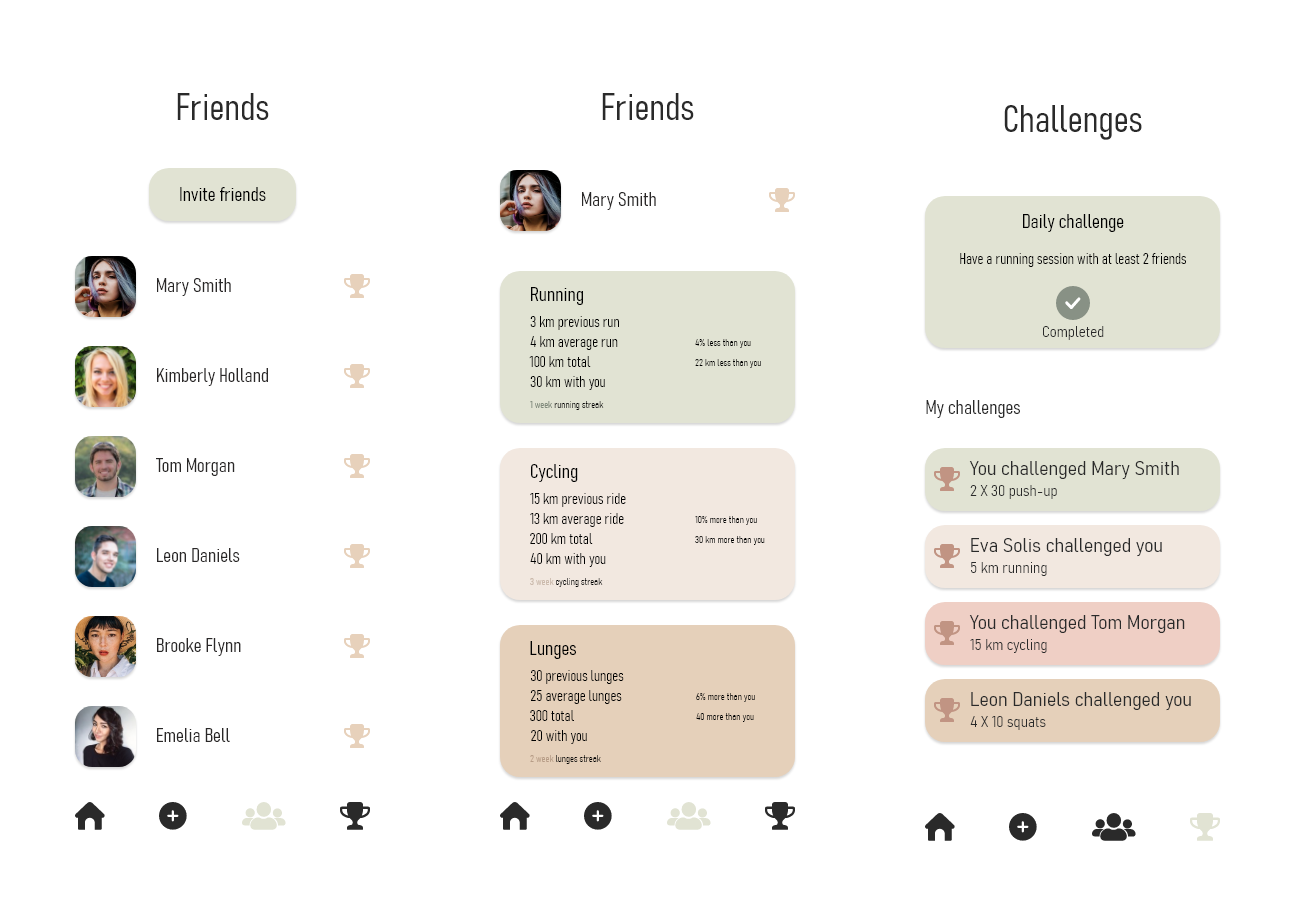 Friends
Invite friends
Mary Smith
Kimberly Holland
Tom Morgan
Leon Daniels
Brooke Flynn
Emelia Bell
Friends
Mary Smith
Running
3 km previous run
4 km average run
4% less than you
100 km total
22 km less than you
30 km with you
1 week running streak
Cycling
15 km previous ride
13 km average ride
10% more than you
200 km total
30 km more than you
40 km with you
3 week cycling streak
Lunges
30 previous lunges
25 average lunges
6% more than you
300 total
40 more than you
20 with you
2 week lunges streak
Challenges
Daily challenge
Have a running session with at least 2 friends
Completed
My challenges
You challenged Mary Smith
2 X 30 push-up
Eva Solis challenged you
5 km running
You challenged Tom Morgan
15 km cycling
Leon Daniels challenged you
4 X 10 squats